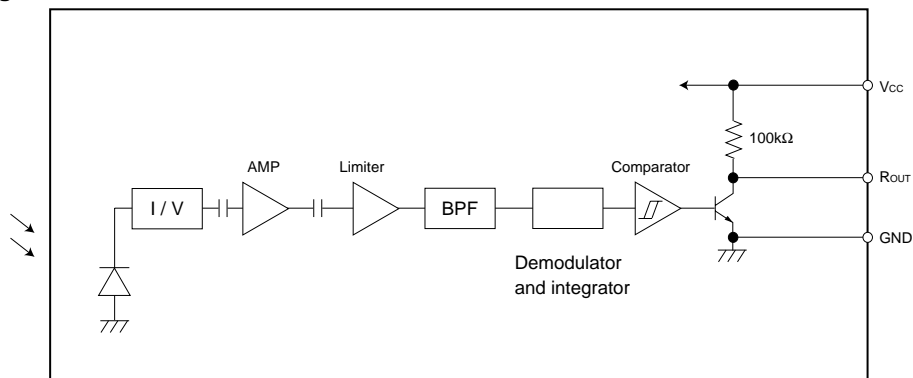 Vcc
100kΩ
AMP
Limiter
Comparator
ROUT
I / V
BPF
GND
Demodulator
and integrator